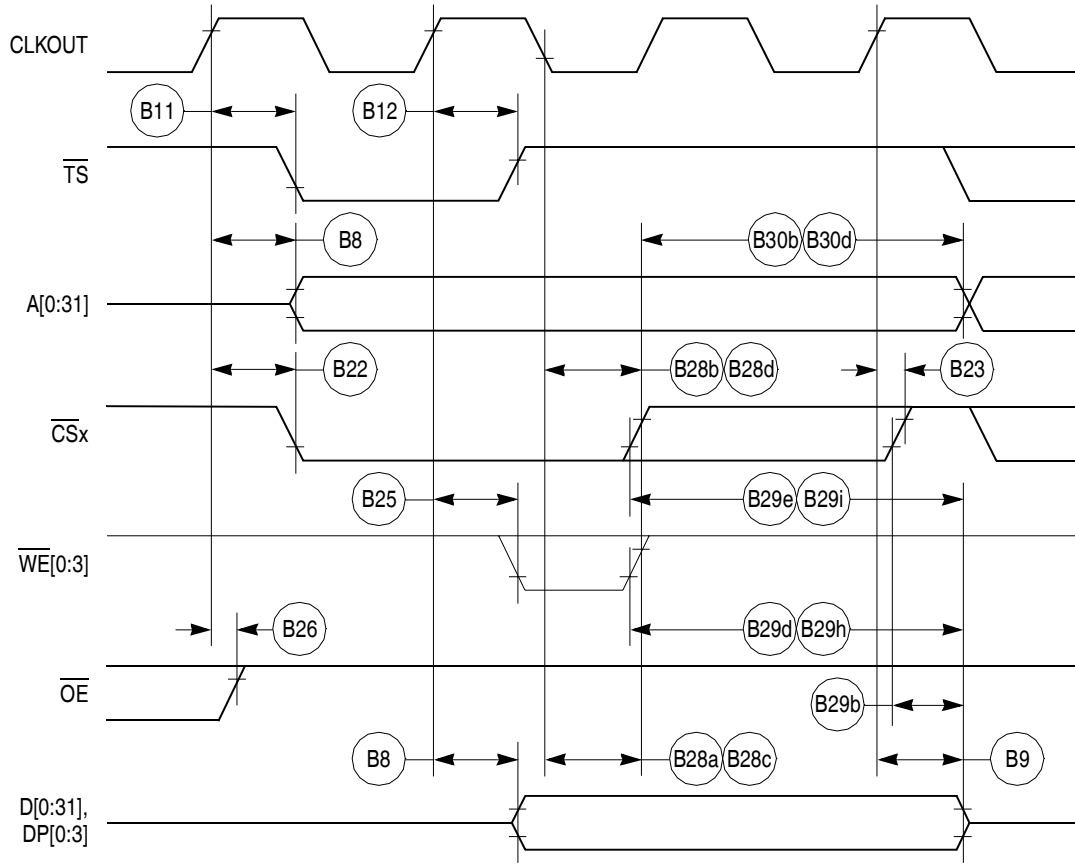 CLKOUT
B11
B12
TS
B8
B30b B30d
A[0:31]
B22
B28b B28d
B23
CSx
B25
B29e B29i
WE[0:3]
B26
B29d B29h
OE
B29b
B8
B28a B28c
B9
D[0:31],
DP[0:3]